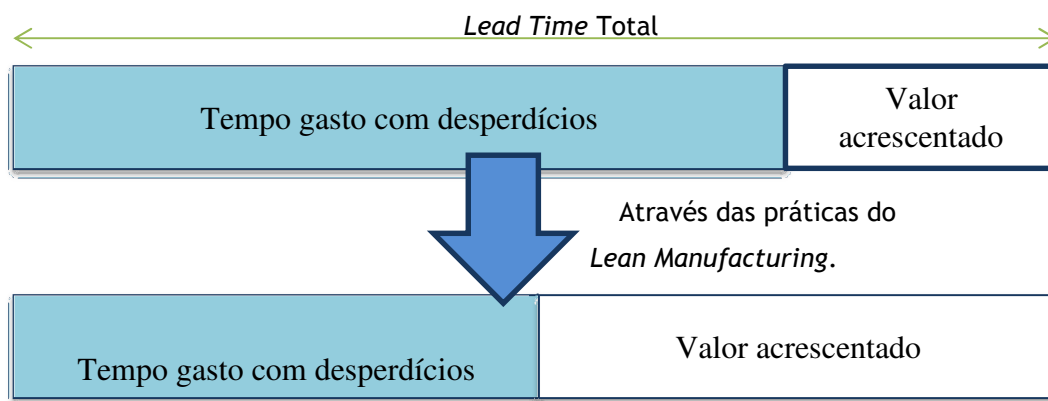 Lead Time Total
Tempo gasto com desperdícios
Valor
acrescentado
Através das práticas do
Lean Manufacturing.
Tempo gasto com desperdícios
Valor acrescentado